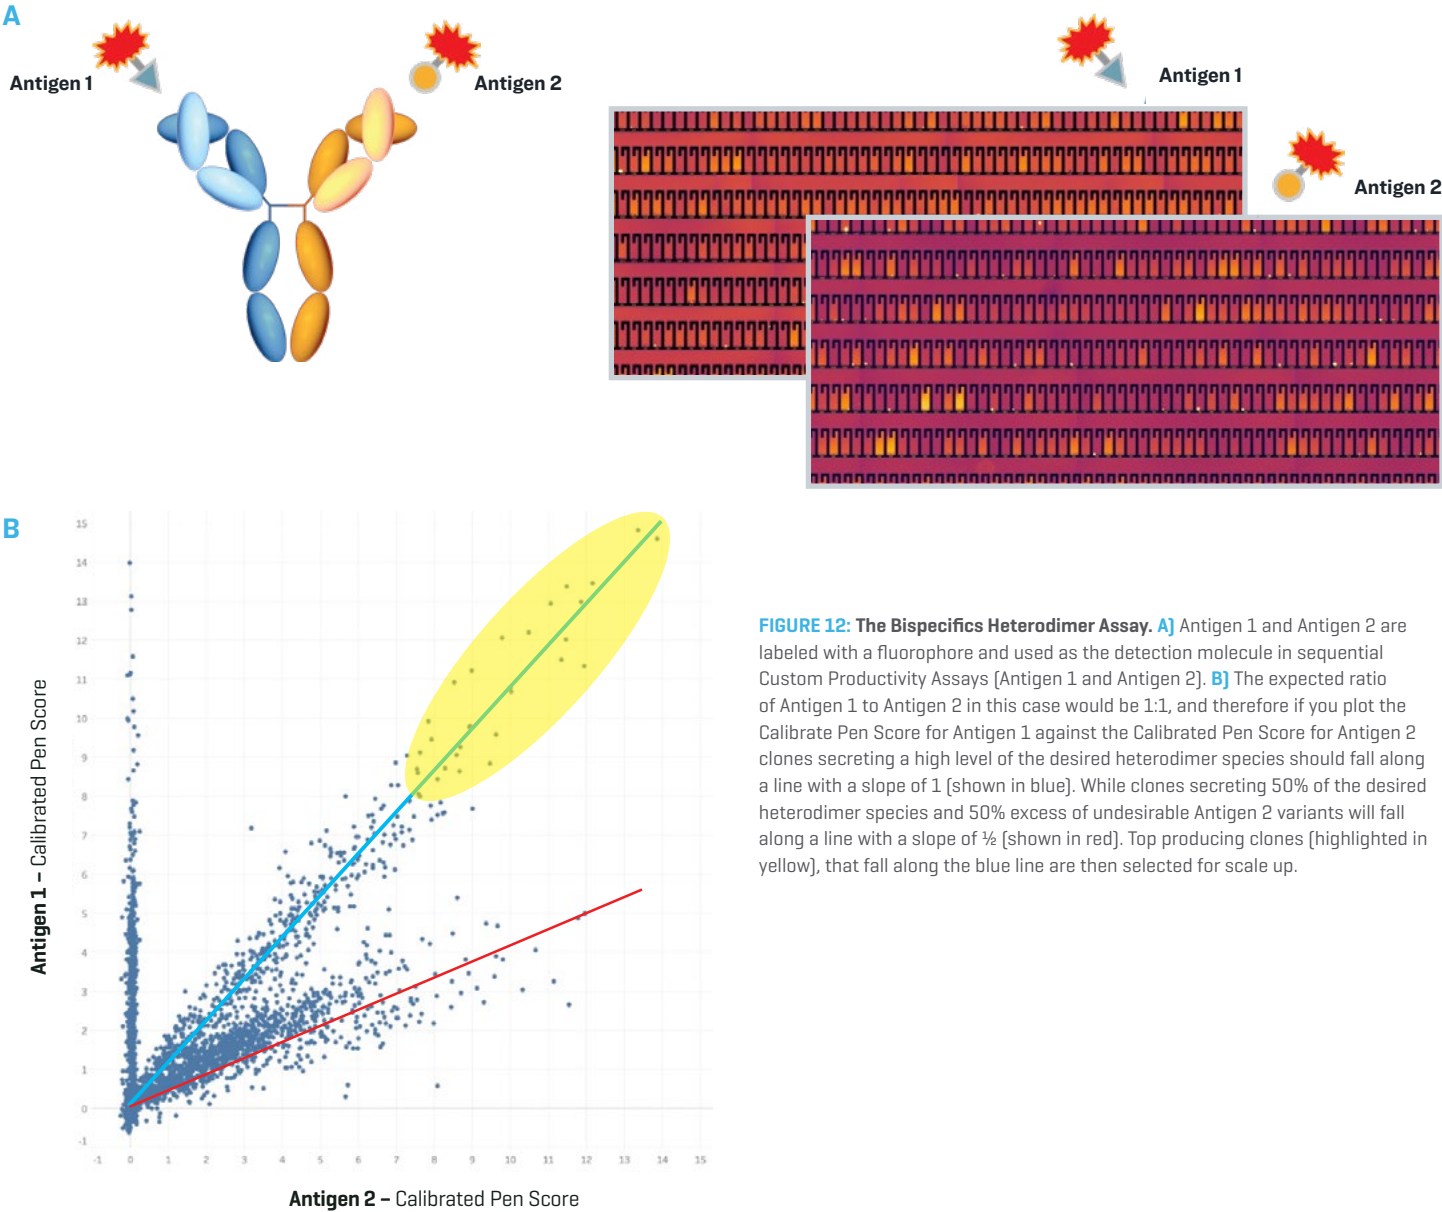 A
Antigen 1
Antigen 2
Antigen 1
Antigen 2
B
15
14
13
12
11
10
9
8
7
6
5
4
3
2
1
0
-1
-1 0 1 2 3 4 5 6 7 8 9 10 11 12 13 14 15
Antigen 1 – Calibrated Pen Score
Antigen 2 – Calibrated Pen Score
FIGURE 12: The Bispecifics Heterodimer Assay. A) Antigen 1 and Antigen 2 are
labeled with a fluorophore and used as the detection molecule in sequential
Custom Productivity Assays (Antigen 1 and Antigen 2). B) The expected ratio
of Antigen 1 to Antigen 2 in this case would be 1:1, and therefore if you plot the
Calibrate Pen Score for Antigen 1 against the Calibrated Pen Score for Antigen 2
clones secreting a high level of the desired heterodimer species should fall along
a line with a slope of 1 (shown in blue). While clones secreting 50% of the desired
heterodimer species and 50% excess of undesirable Antigen 2 variants will fall
along a line with a slope of ½ (shown in red). Top producing clones (highlighted in
yellow), that fall along the blue line are then selected for scale up.